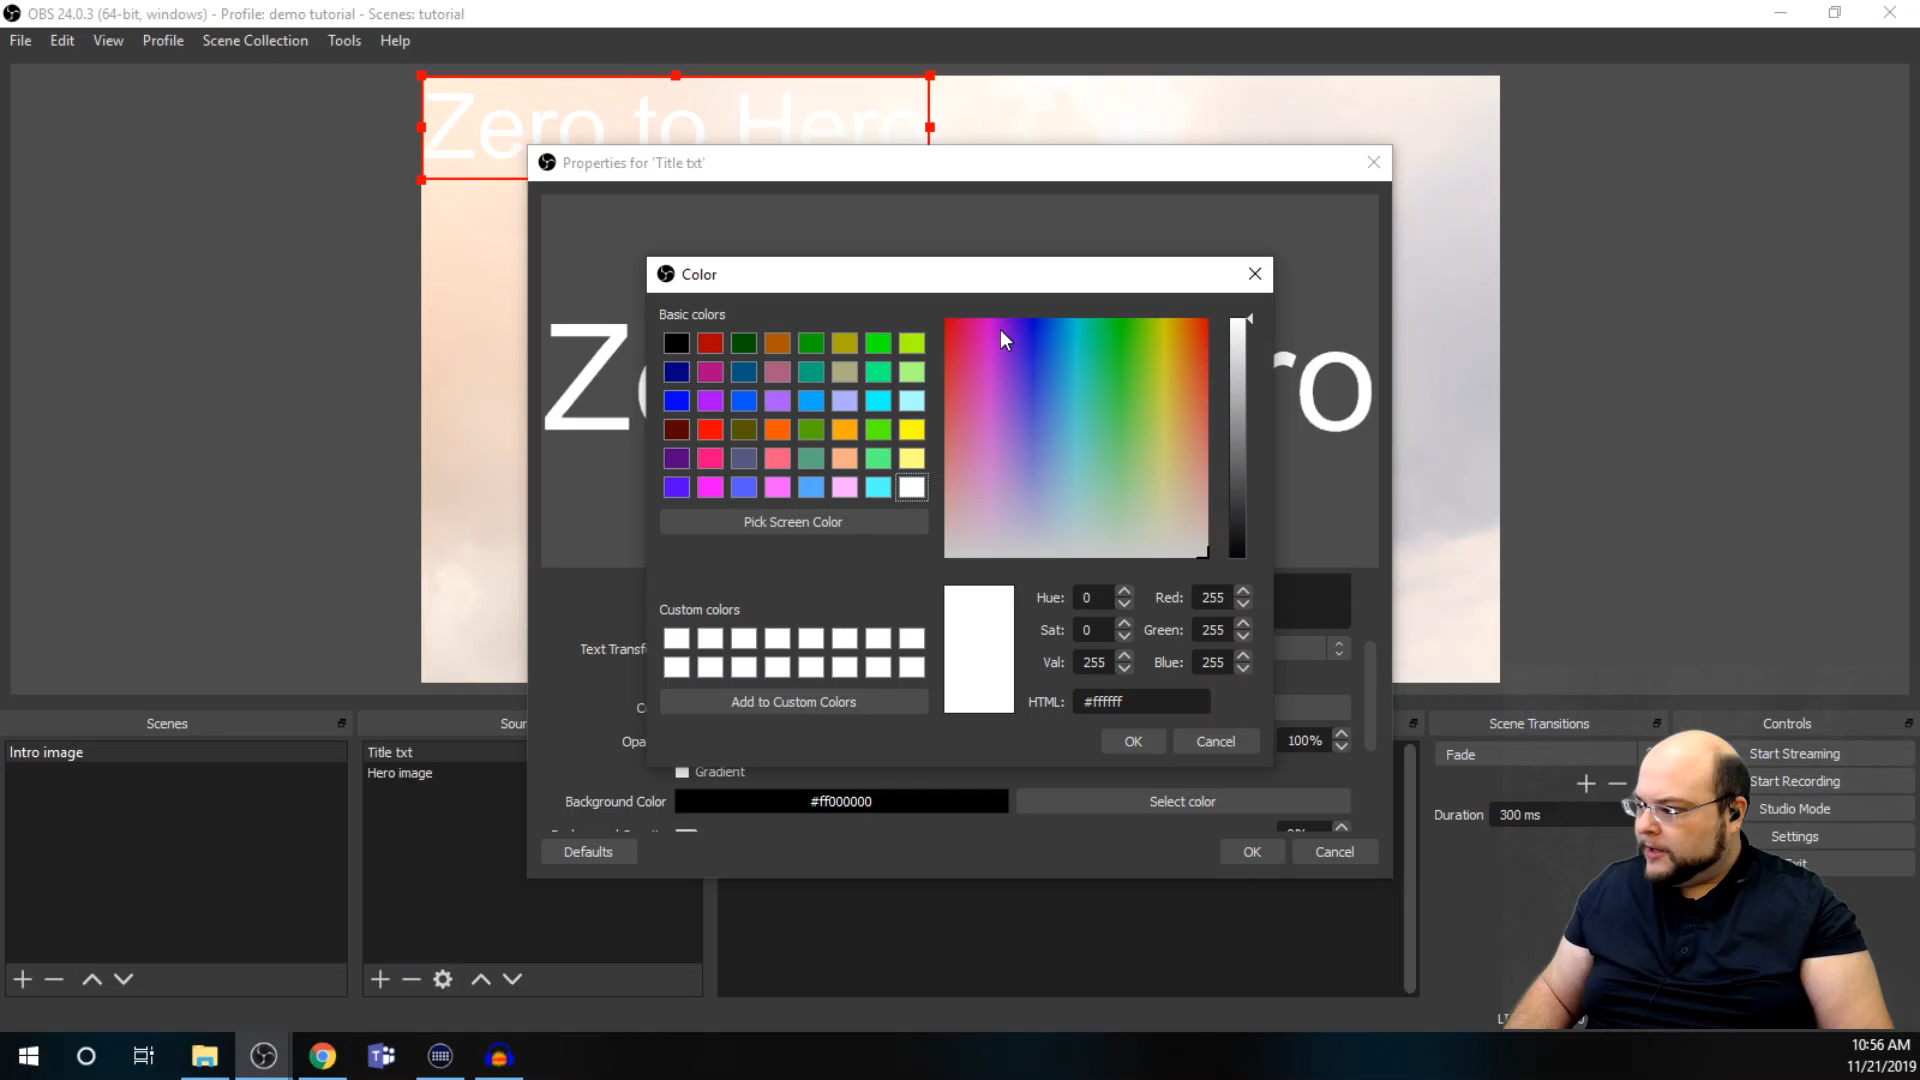 OBS 24.0.3 (64-bit, windows) - Profile: demo tutorial - Scenes: tutorial
File Edit View Profile Scene Collection Tools Help
Zero to Hero
Properties for 'Title txt'
Color
Basic colors
Z
ro
Pick Screen Color
Custom colors
Hue: 0 Red: 255
Sat: 0 Green: 255
Val: 255 Blue: 255
Add to Custom Colors
HTML: #ffffff
OK Cancel
Text Transf
Opa
100%
Gradient
Background Color #ff000000 Select color
Defaults OK Cancel
Scenes
Intro image
Sour
Title txt
Hero image
Scene Transitions
Fade
Duration 300 ms
Controls
Start Streaming
Start Recording
Studio Mode
Settings
10:56 AM
11/21/2019